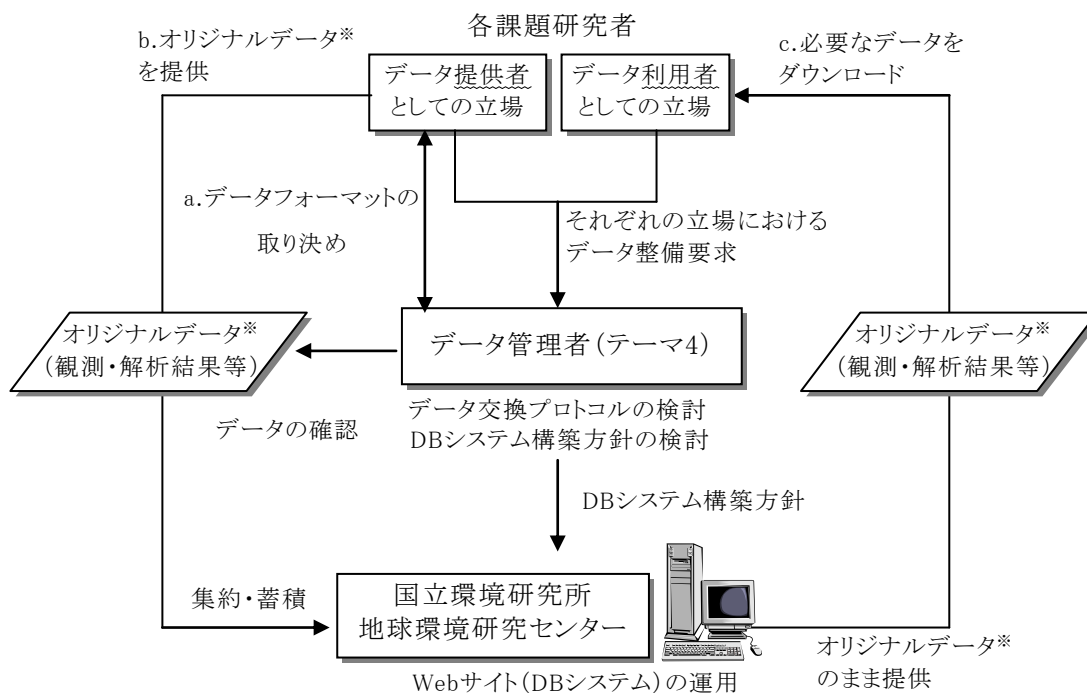 各課題研究者
b.オリジナルデータ※
を提供
データ提供者
としての立場
データ利用者
としての立場
c.必要なデータを
ダウンロード
a.データフォーマットの
取り決め
それぞれの立場における
データ整備要求
オリジナルデータ※
(観測・解析結果等)
データ管理者(テーマ4)
オリジナルデータ※
(観測・解析結果等)
データの確認
データ交換プロトコルの検討
DBシステム構築方針の検討
DBシステム構築方針
集約・蓄積
国立環境研究所
地球環境研究センター
オリジナルデータ※
のまま提供
Webサイト(DBシステム)の運用